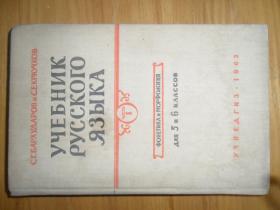 С.Г.БАРХУДАРОВ и С.Е.КРЮЧКОВ
УЧЕБНИК
РУССКОГО
ЯЗЫКА
ФОНЕТИКА и МОРФОЛОГИЯ
для 5 и 6 классов
УЧПЕДГИЗ · 1963